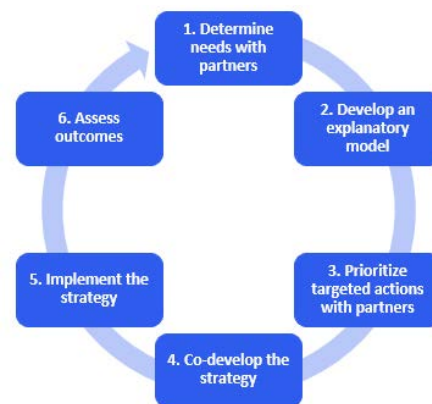 1. Determine needs with
partners
2. Develop an
explanatory
model
3. Prioritize
targeted actions
with partners
4. Co-develop the
strategy
5. Implement the
strategy
6. Assess
outcomes